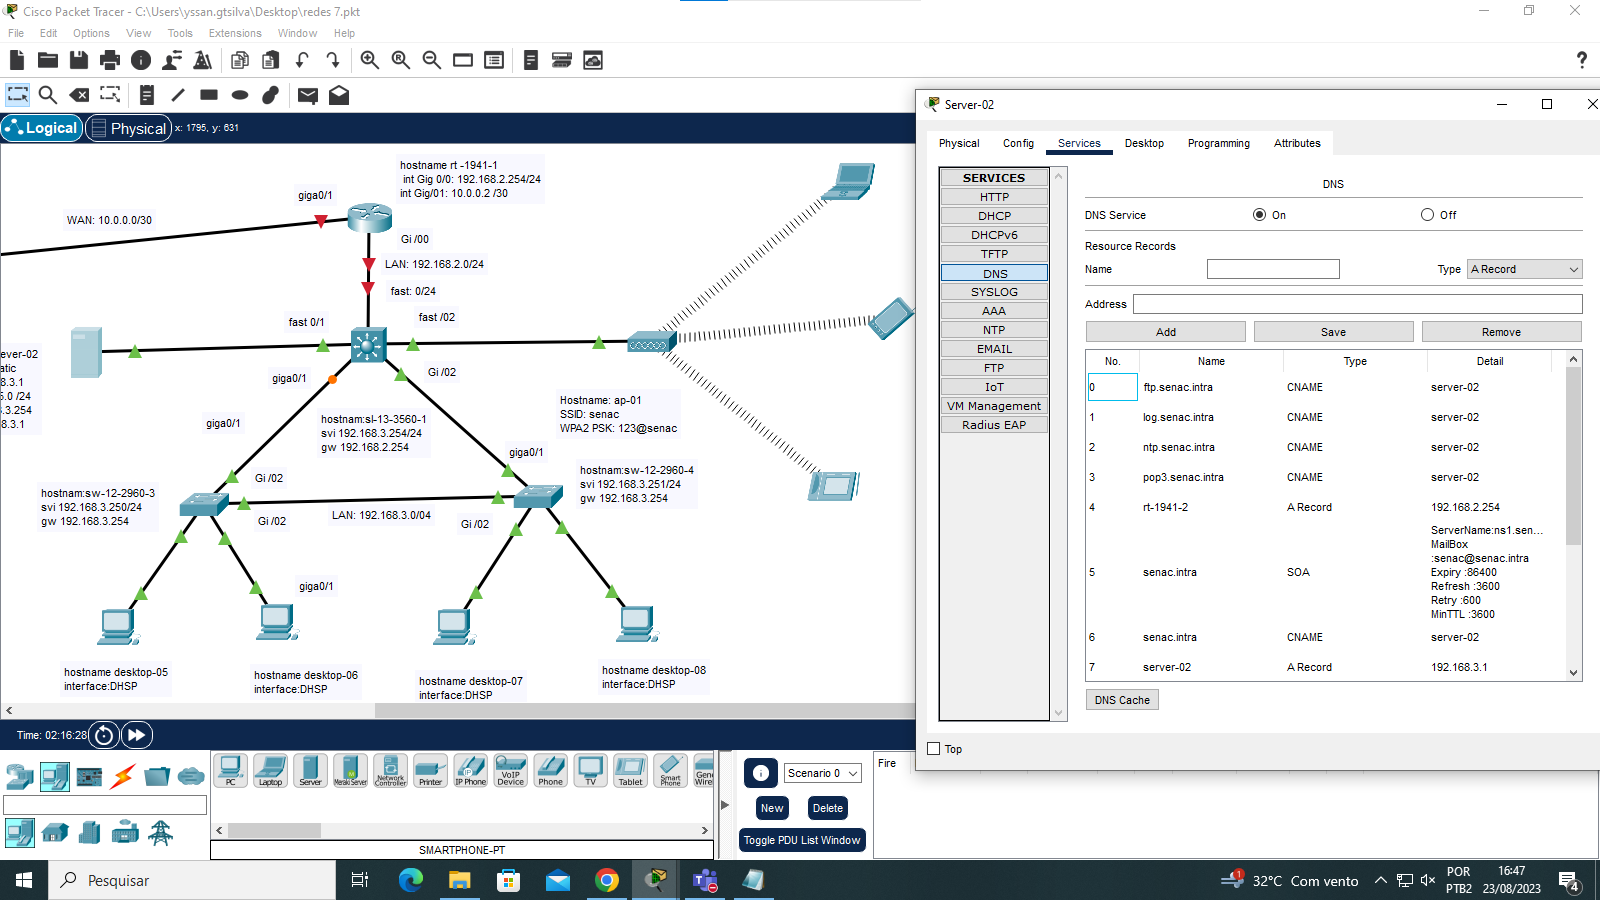 Cisco Packet Tracer - C:\Users\yssan.gtsilva\Desktop\redes 7.pkt
File Edit Options View Tools Extensions Window Help
?
Logical Physical x: 1795, y: 631
hostname rt -1941-1
int Gig 0/0: 192.168.2.254/24
int Gig/01: 10.0.0.2 /30
giga0/1
WAN: 10.0.0.0/30
Gi /00
LAN: 192.168.2.0/24
fast: 0/24
fast 0/1
fast /02
ever-02
atic
8.3.1
5.0 /24
.3.254
8.3.1
giga0/1
Gi /02
Hostname: ap-01
SSID: senac
WPA2 PSK: 123@senac
hostnam:sl-13-3560-1
svi 192.168.3.254/24
gw 192.168.2.254
giga0/1
giga0/1
Gi /02
hostnam:sw-12-2960-4
svi 192.168.3.251/24
gw 192.168.3.254
hostnam:sw-12-2960-3
svi 192.168.3.250/24
gw 192.168.3.254
Gi /02
LAN: 192.168.3.0/04
Gi /02
giga0/1
hostname desktop-05
interface:DHSP
hostname desktop-06
interface:DHSP
hostname desktop-07
interface:DHSP
hostname desktop-08
interface:DHSP
Server-02
Physical Config Services Desktop Programming Attributes
SERVICES
HTTP
DHCP
DHCPv6
TFTP
DNS
SYSLOG
AAA
NTP
EMAIL
FTP
IoT
VM Management
Radius EAP
DNS
DNS Service On Off
Resource Records
Name Type A Record
Address
Add Save Remove
No. Name Type Detail
0 ftp.senac.intra CNAME server-02
1 log.senac.intra CNAME server-02
2 ntp.senac.intra CNAME server-02
3 pop3.senac.intra CNAME server-02
4 rt-1941-2 A Record 192.168.2.254
5 senac.intra SOA ServerName:ns1.sen...
MailBox
:senac@senac.intra
Expiry :86400
Refresh :3600
Retry :600
MinTTL :3600
6 senac.intra CNAME server-02
7 server-02 A Record 192.168.3.1
DNS Cache
Top
Time: 02:16:28
PC Laptop Server Meraki Server Network Controller Printer IP Phone VoIP Device Phone TV Tablet Smart Phone
SMARTPHONE-PT
Scenario 0
New Delete
Toggle PDU List Window
Fire
Pesquisar
1
32°C Com vento
POR
PTB2
16:47
23/08/2023
4